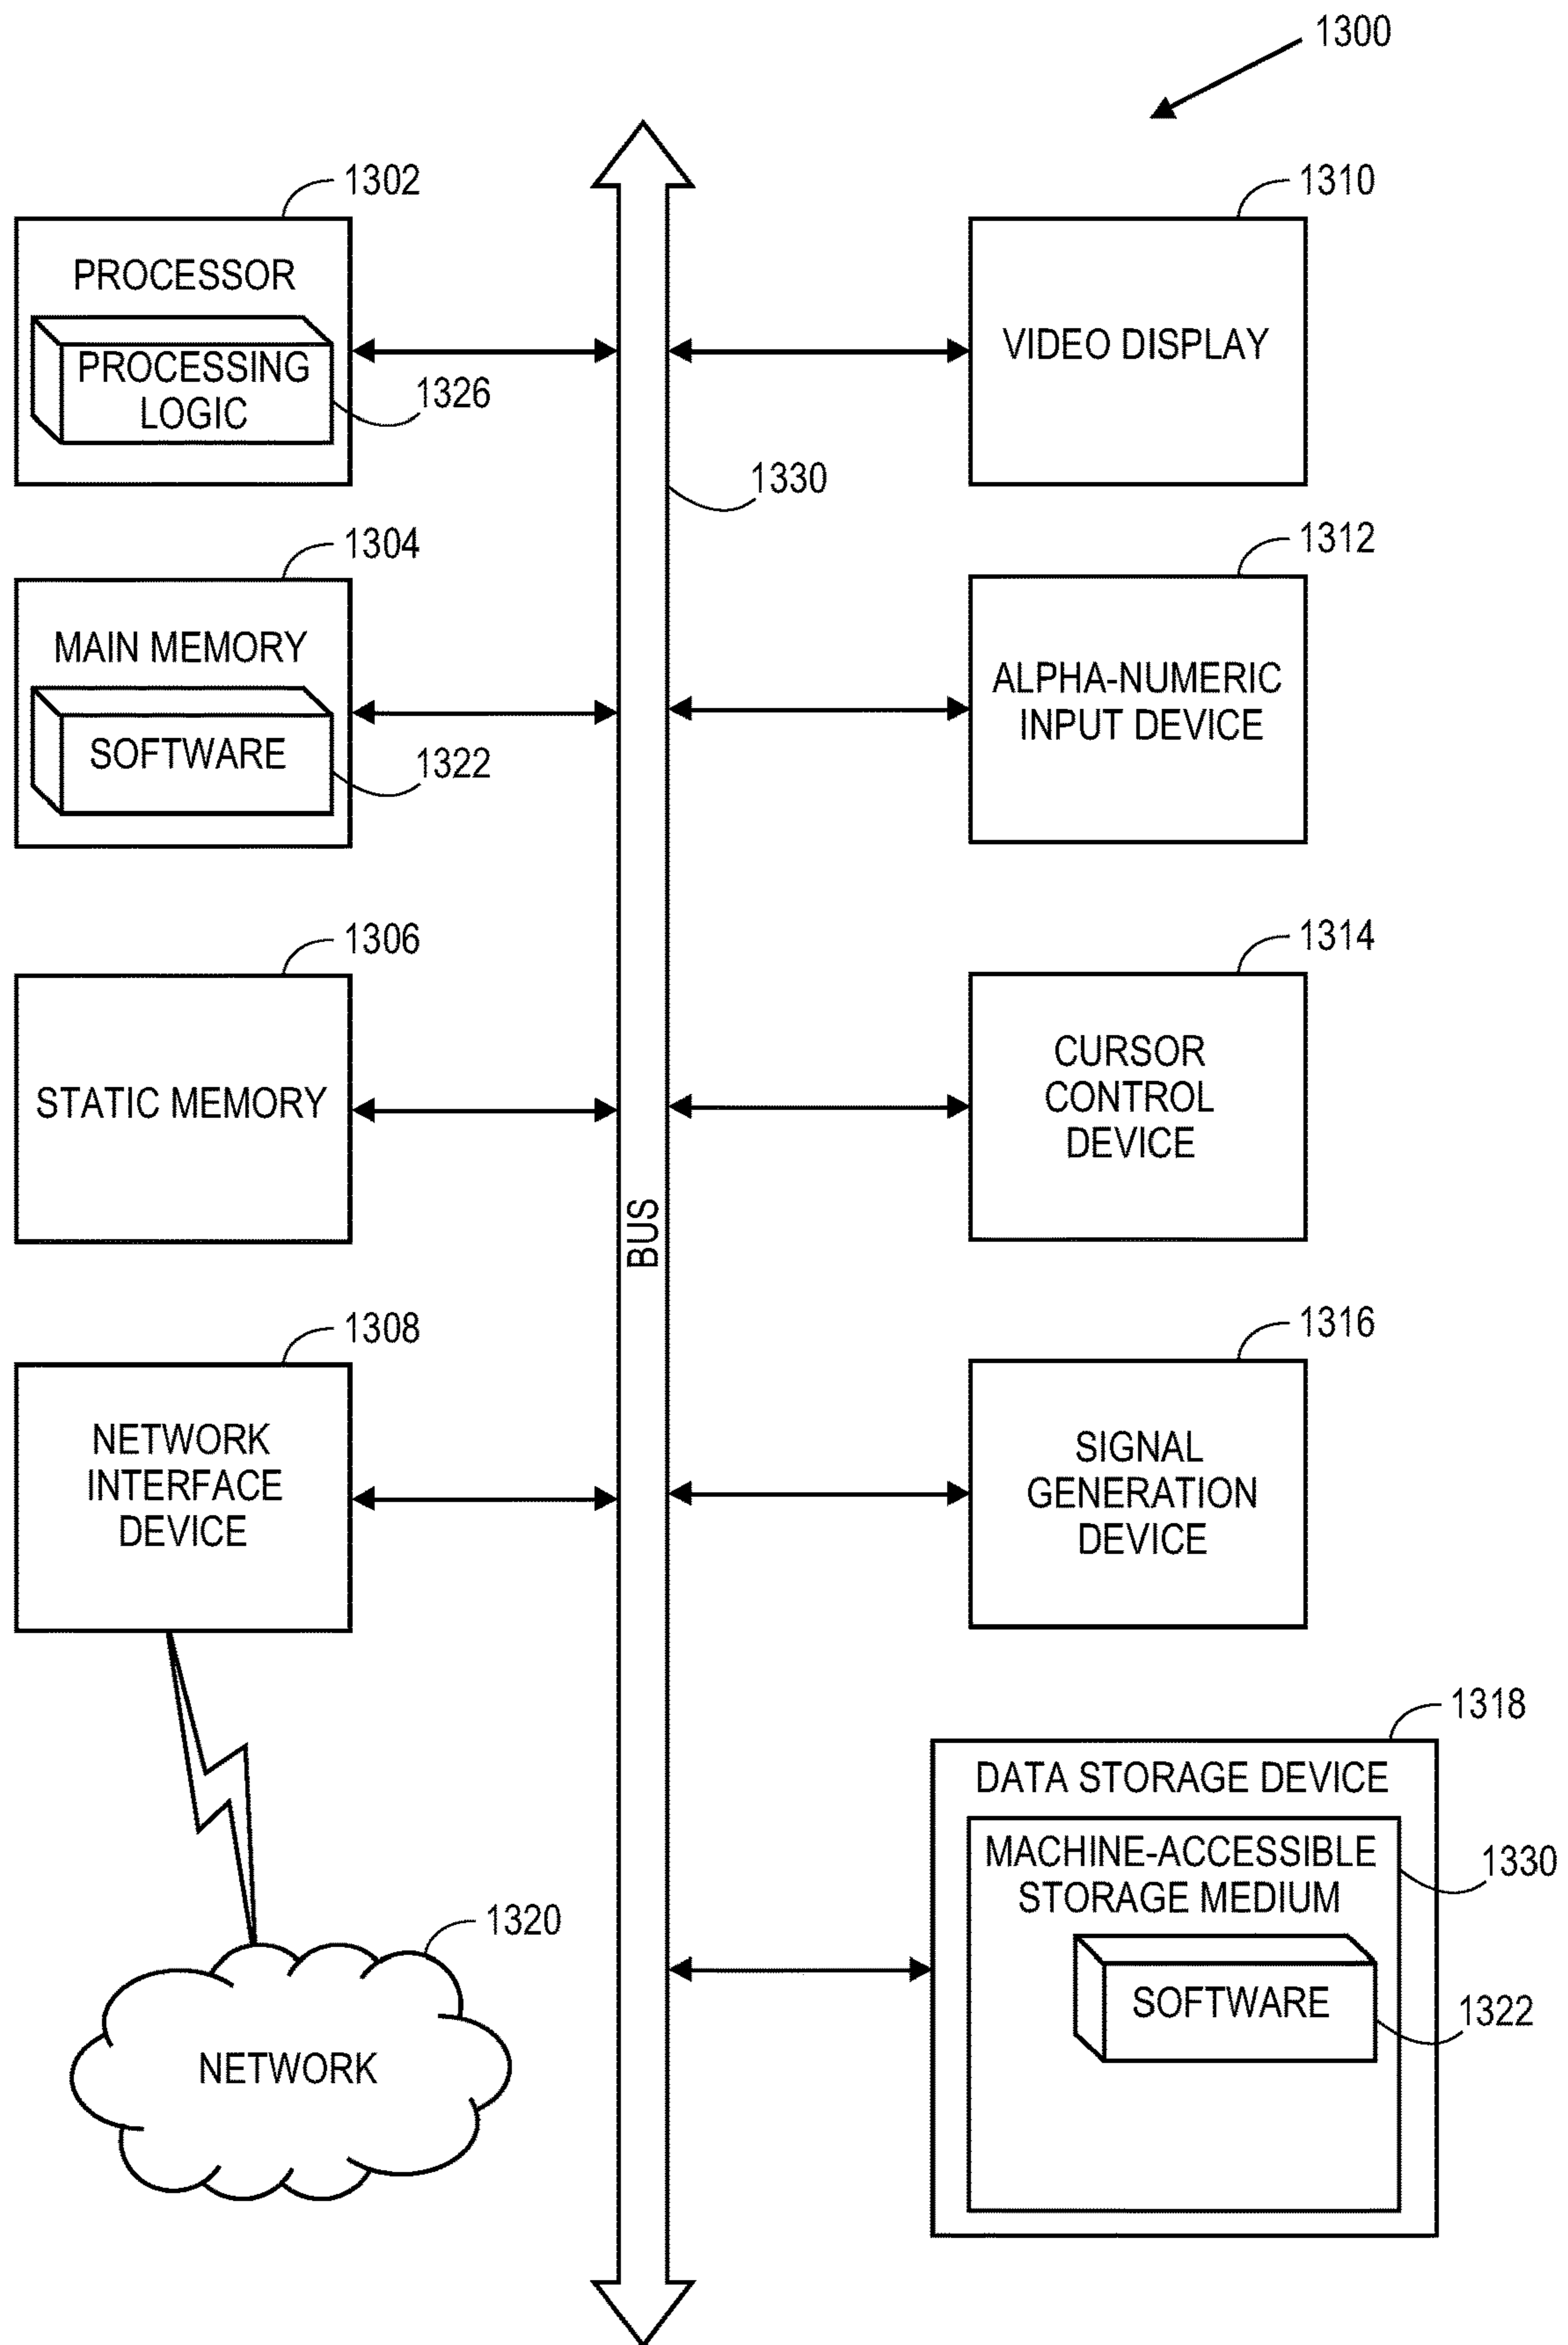 1300
1302
PROCESSOR
PROCESSING
LOGIC
1326
1304
MAIN MEMORY
SOFTWARE
1322
1306
STATIC MEMORY
1308
NETWORK
INTERFACE
DEVICE
1320
NETWORK
1330
BUS
1310
VIDEO DISPLAY
1312
ALPHA-NUMERIC
INPUT DEVICE
1314
CURSOR
CONTROL
DEVICE
1316
SIGNAL
GENERATION
DEVICE
1318
DATA STORAGE DEVICE
MACHINE-ACCESSIBLE
STORAGE MEDIUM
1330
SOFTWARE
1322